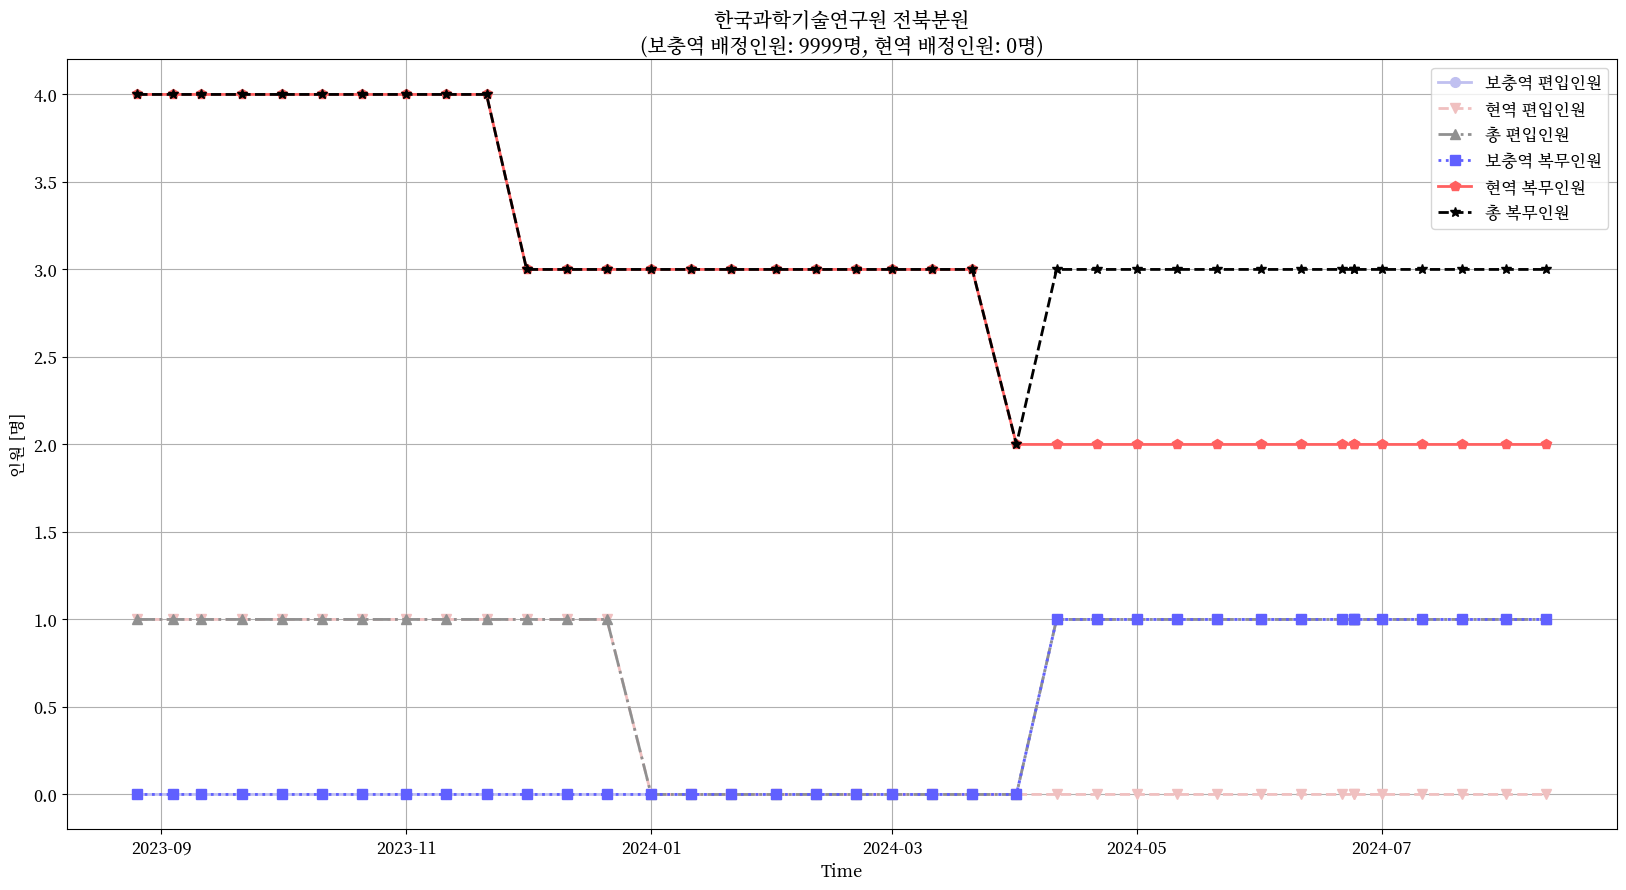 한국과학기술연구원 전북분원
(보충역 배정인원: 9999명, 현역 배정인원: 0명)
보충역 편입인원
현역 편입인원
총 편입인원
보충역 복무인원
현역 복무인원
총 복무인원
인원 [명]
4.0
3.5
3.0
2.5
2.0
1.5
1.0
0.5
0.0
2023-09
2023-11
2024-01
2024-03
2024-05
2024-07
Time